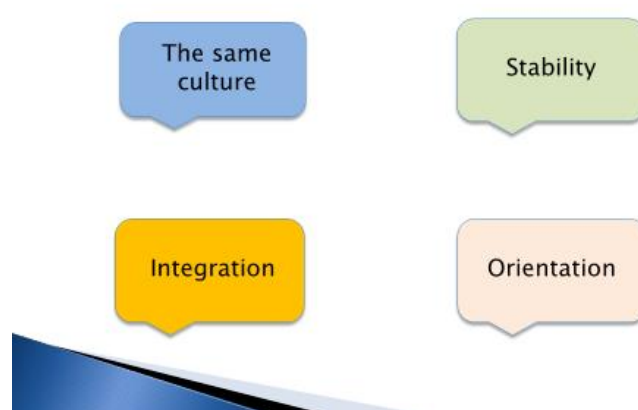 The same
culture
Stability
Integration
Orientation